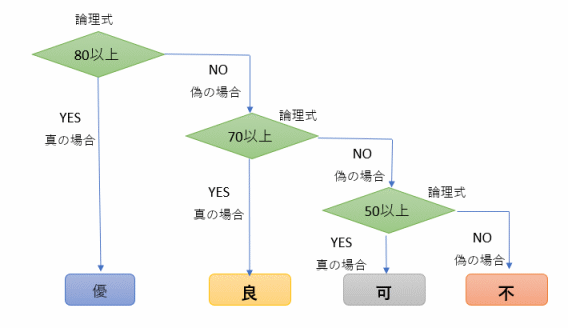 論理式
80以上
NO
偽の場合
YES
真の場合
論理式
70以上
NO
偽の場合
YES
真の場合
論理式
50以上
YES
真の場合
NO
偽の場合
優
良
可
不